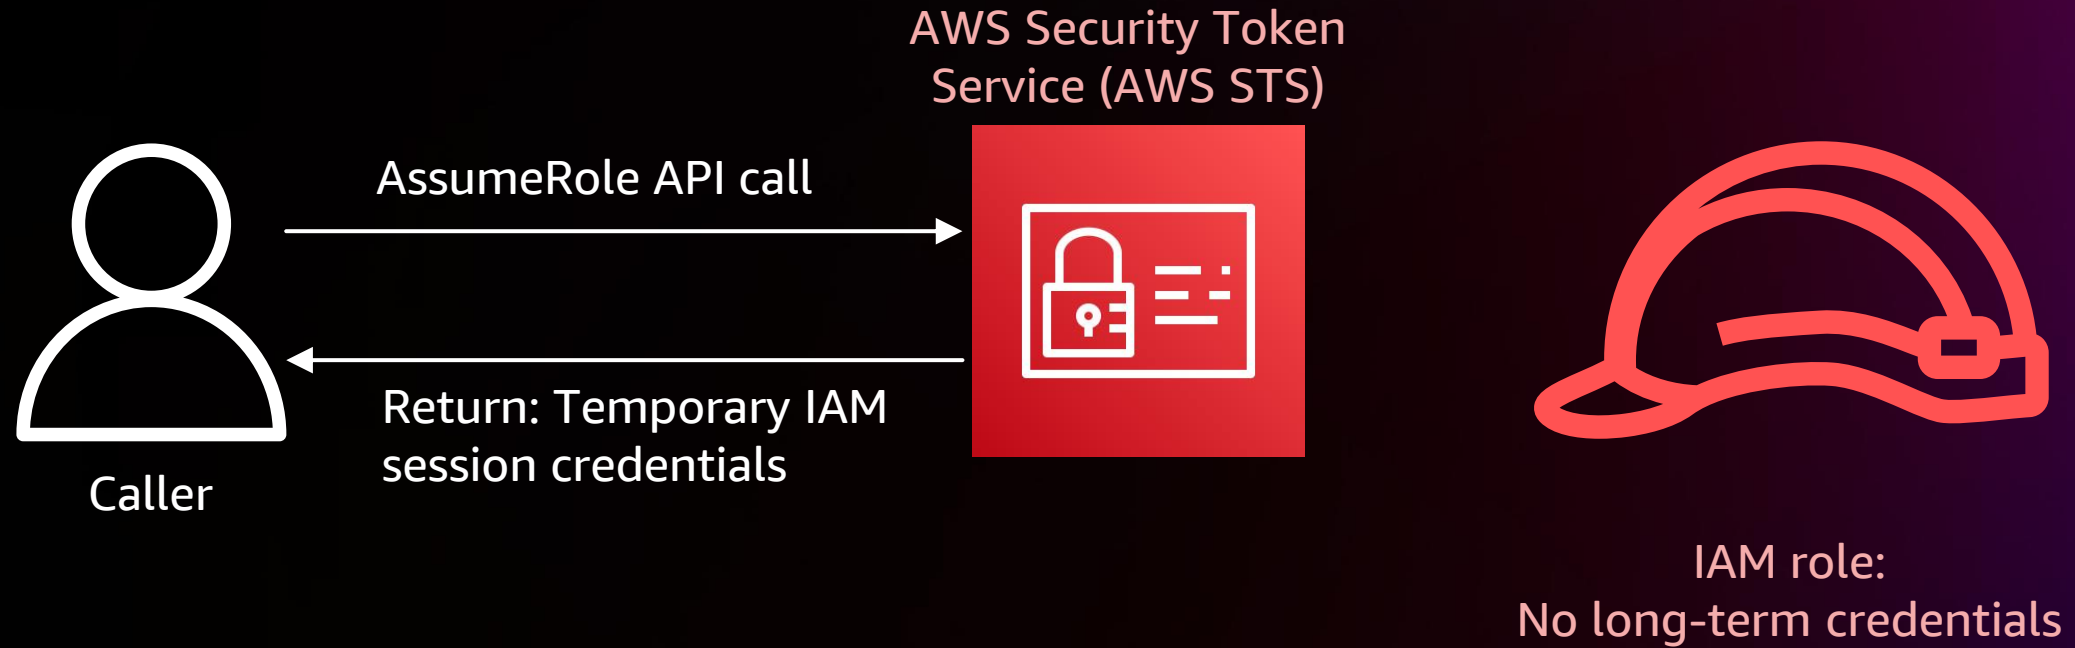 AWS Security Token
Service (AWS STS)
AssumeRole API call
Return: Temporary IAM
session credentials
Caller
IAM role:
No long-term credentials